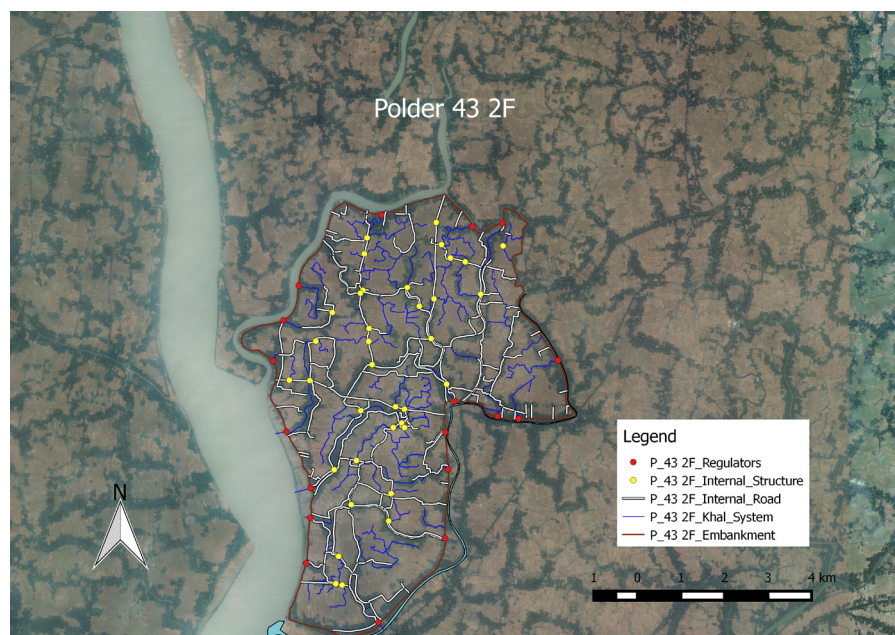 Polder 43 2F
Legend
P_43 2F_Regulators
P_43 2F_Internal_Structure
P_43 2F_Internal_Road
P_43 2F_Khal_System
P_43 2F_Embankment
N
1 0 1 2 3 4 km